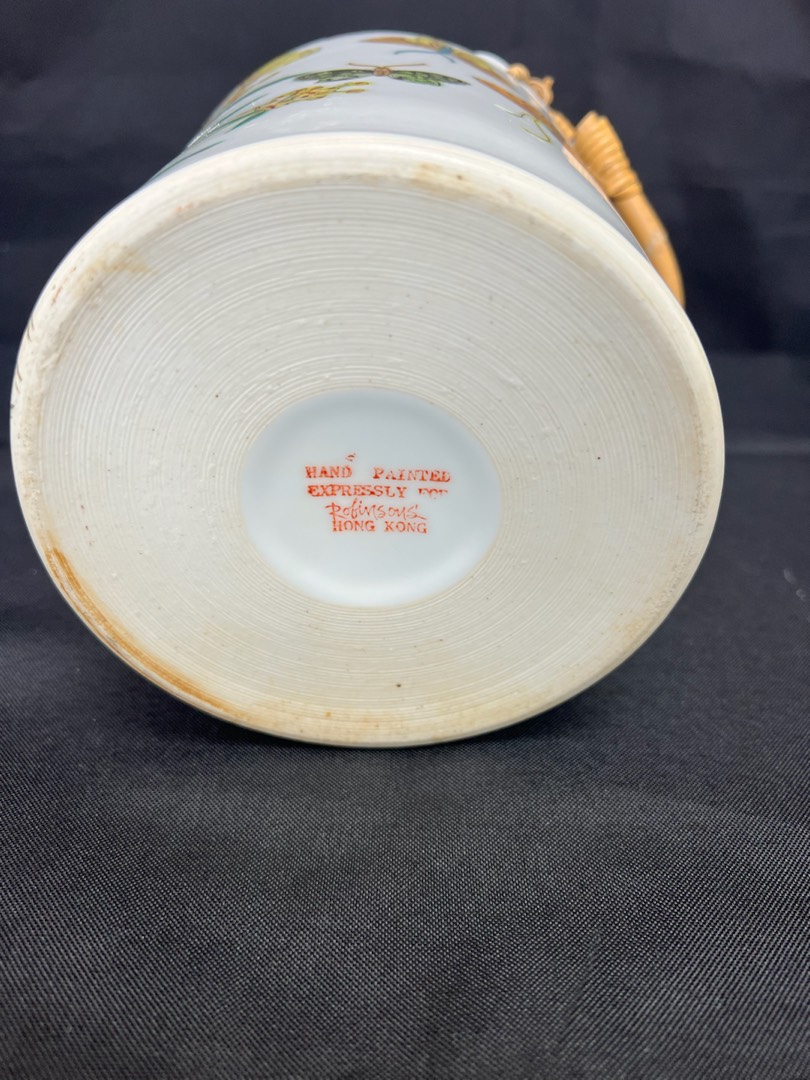 HAND PAINTED
EXPRESSLY FOR
Robinsons
HONG KONG